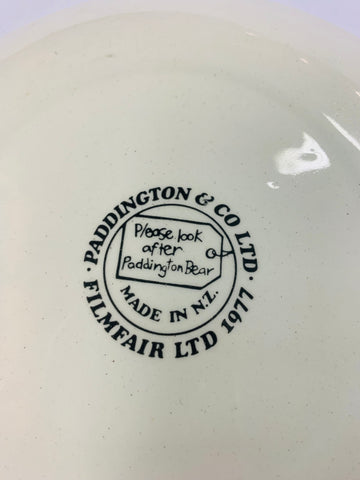 · PADDINGTON & CO LTD ·
Please look
after
Paddington Bear
MADE IN N.Z.
FILMFAIR LTD 1977